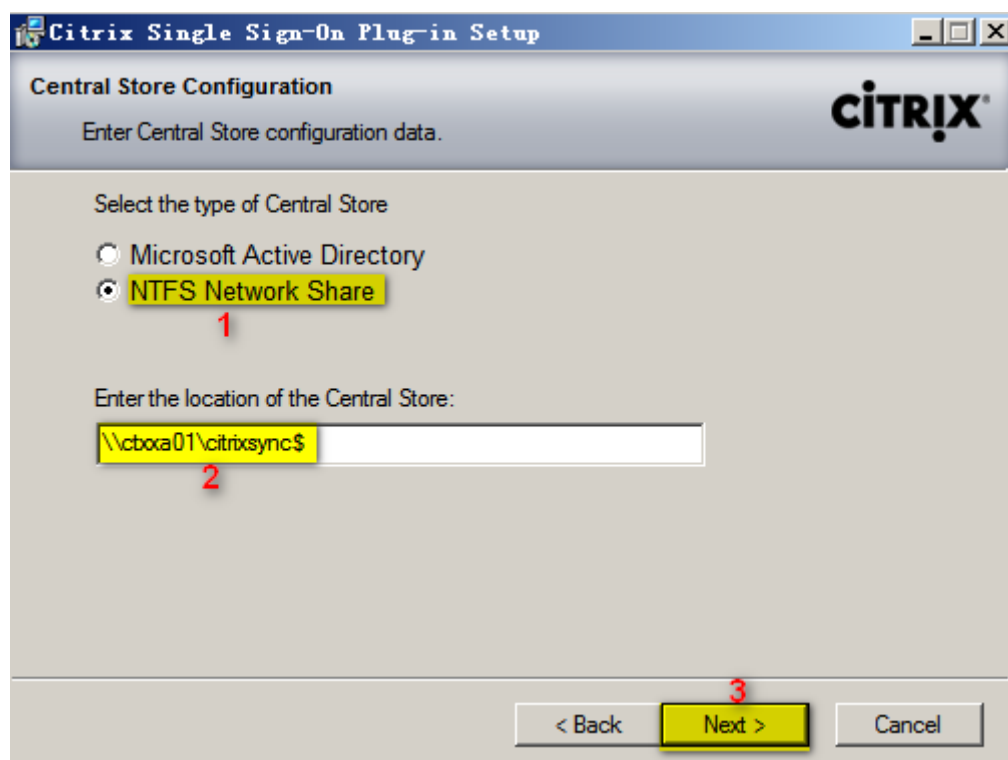 Citrix Single Sign-On Plug-in Setup
Central Store Configuration
Enter Central Store configuration data.
CITRIX
Select the type of Central Store
Microsoft Active Directory
NTFS Network Share
1
Enter the location of the Central Store:
\\ctxxa01\citrixsync$
2
3
< Back
Next >
Cancel